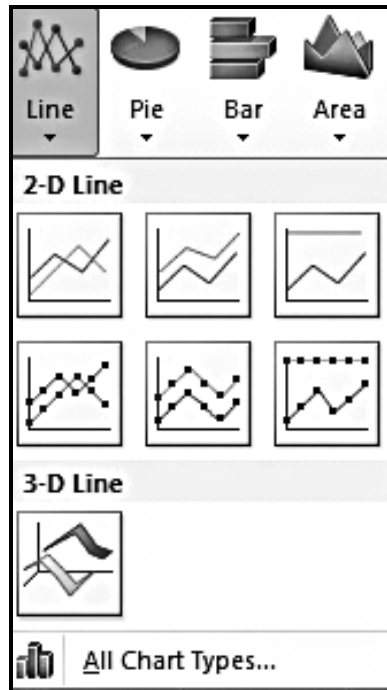 Line Pie Bar Area
2-D Line
3-D Line
All Chart Types...